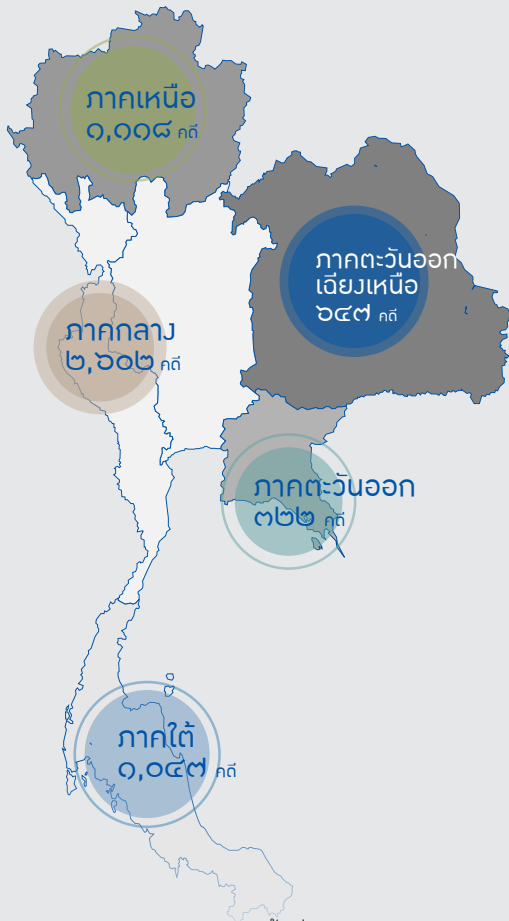 ภาคเหนือ
๑,๑๑๘ คดี
ภาคตะวันออก
เฉียงเหนือ
๖๔๗ คดี
ภาคกลาง
๒,๖๐๒ คดี
ภาคตะวันออก
๓๒๒ คดี
ภาคใต้
๑,๐๔๗ คดี